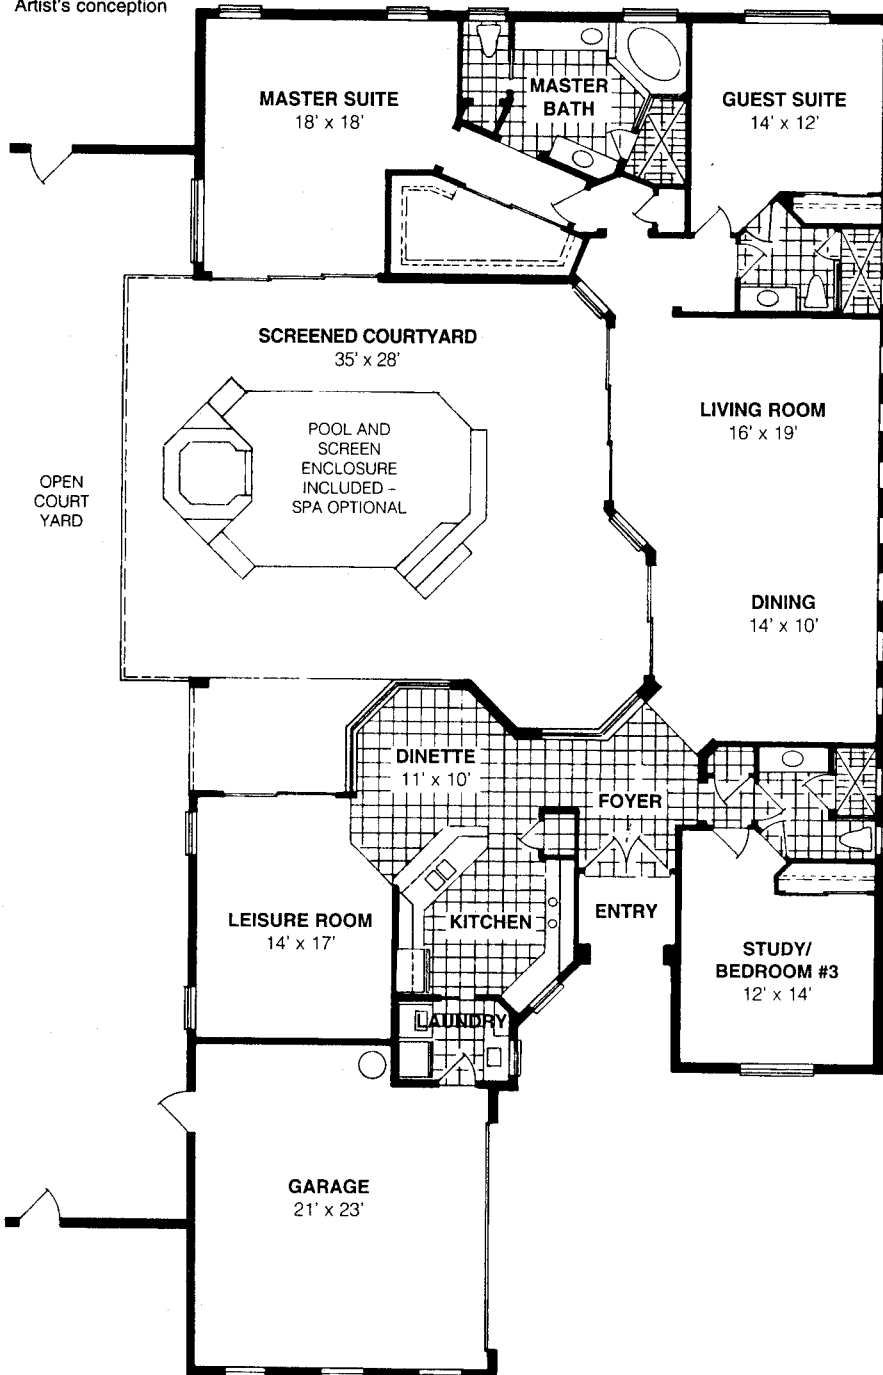 Artist's conception
MASTER SUITE
18' x 18'
MASTER
BATH
GUEST SUITE
14' x 12'
SCREENED COURTYARD
35' x 28'
POOL AND
SCREEN
ENCLOSURE
INCLUDED –
SPA OPTIONAL
LIVING ROOM
16' x 19'
OPEN
COURT
YARD
DINING
14' x 10'
DINETTE
11' x 10'
FOYER
LEISURE ROOM
14' x 17'
KITCHEN
ENTRY
STUDY/
BEDROOM #3
12' x 14'
LAUNDRY
GARAGE
21' x 23'